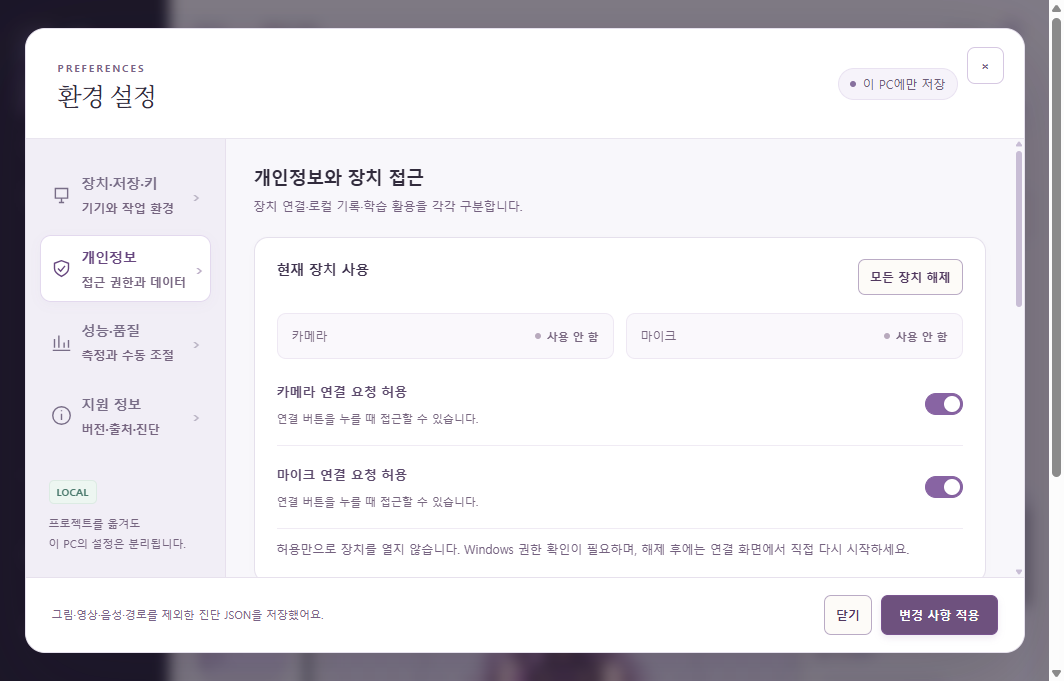 PREFERENCES
환경 설정
이 PC에만 저장
×
장치·저장·키
기기와 작업 환경
개인정보
접근 권한과 데이터
성능·품질
측정과 수동 조절
지원 정보
버전·출처·진단
LOCAL
프로젝트를 옮겨도
이 PC의 설정은 분리됩니다.
개인정보와 장치 접근
장치 연결·로컬 기록·학습 활용을 각각 구분합니다.
현재 장치 사용
모든 장치 해제
카메라
사용 안 함
마이크
사용 안 함
카메라 연결 요청 허용
연결 버튼을 누를 때 접근할 수 있습니다.
마이크 연결 요청 허용
연결 버튼을 누를 때 접근할 수 있습니다.
허용만으로 장치를 열지 않습니다. Windows 권한 확인이 필요하며, 해제 후에는 연결 화면에서 직접 다시 시작하세요.
그림·영상·음성·경로를 제외한 진단 JSON을 저장했어요.
닫기
변경 사항 적용